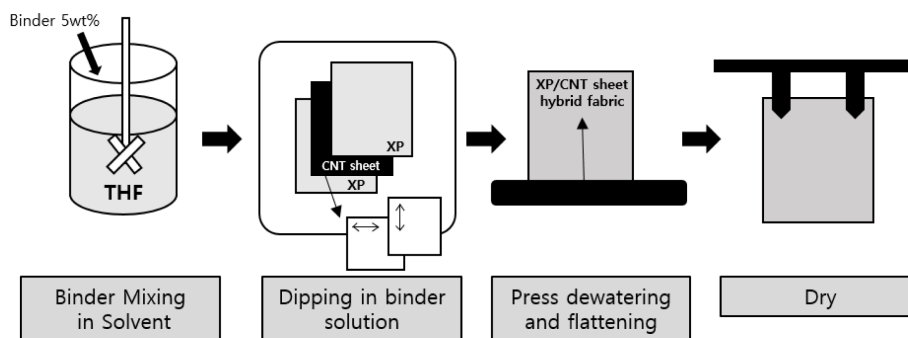 Binder 5wt%
THF
XP
CNT sheet
XP
XP/CNT sheet
hybrid fabric
Binder Mixing
in Solvent
Dipping in binder
solution
Press dewatering
and flattening
Dry